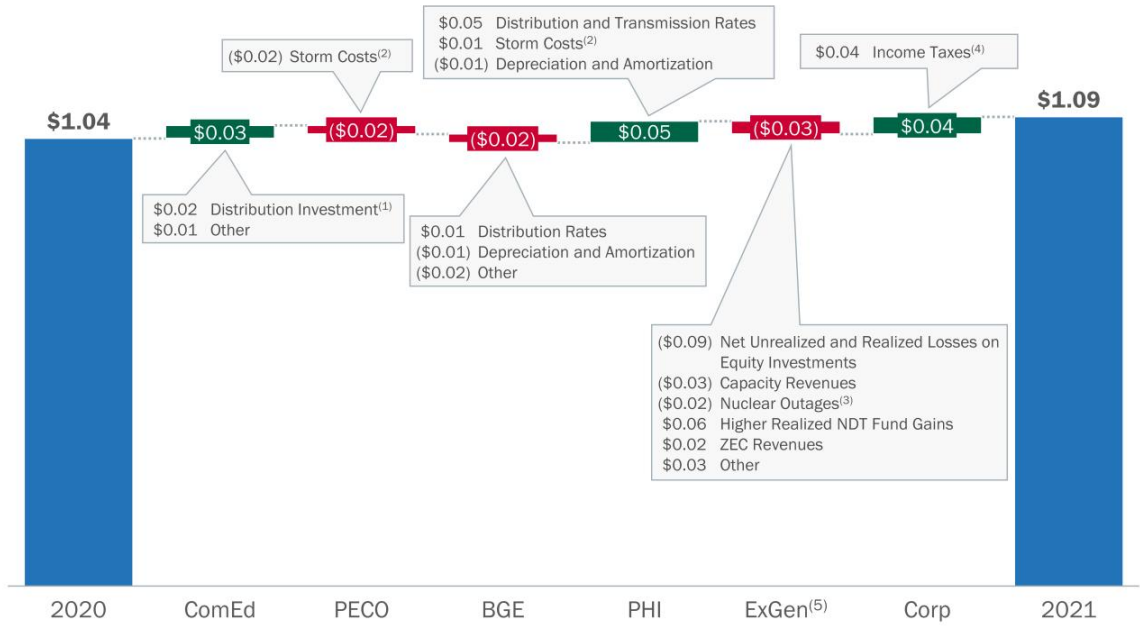 $0.05 Distribution and Transmission Rates
$0.01 Storm Costs(2)
($0.01) Depreciation and Amortization
($0.02) Storm Costs(2)
$0.04 Income Taxes(4)
$1.04
$0.03
($0.02)
($0.02)
$0.05
($0.03)
$0.04
$1.09
$0.02 Distribution Investment(1)
$0.01 Other
$0.01 Distribution Rates
($0.01) Depreciation and Amortization
($0.02) Other
($0.09) Net Unrealized and Realized Losses on
Equity Investments
($0.03) Capacity Revenues
($0.02) Nuclear Outages(3)
$0.06 Higher Realized NDT Fund Gains
$0.02 ZEC Revenues
$0.03 Other
2020
ComEd
PECO
BGE
PHI
ExGen(5)
Corp
2021